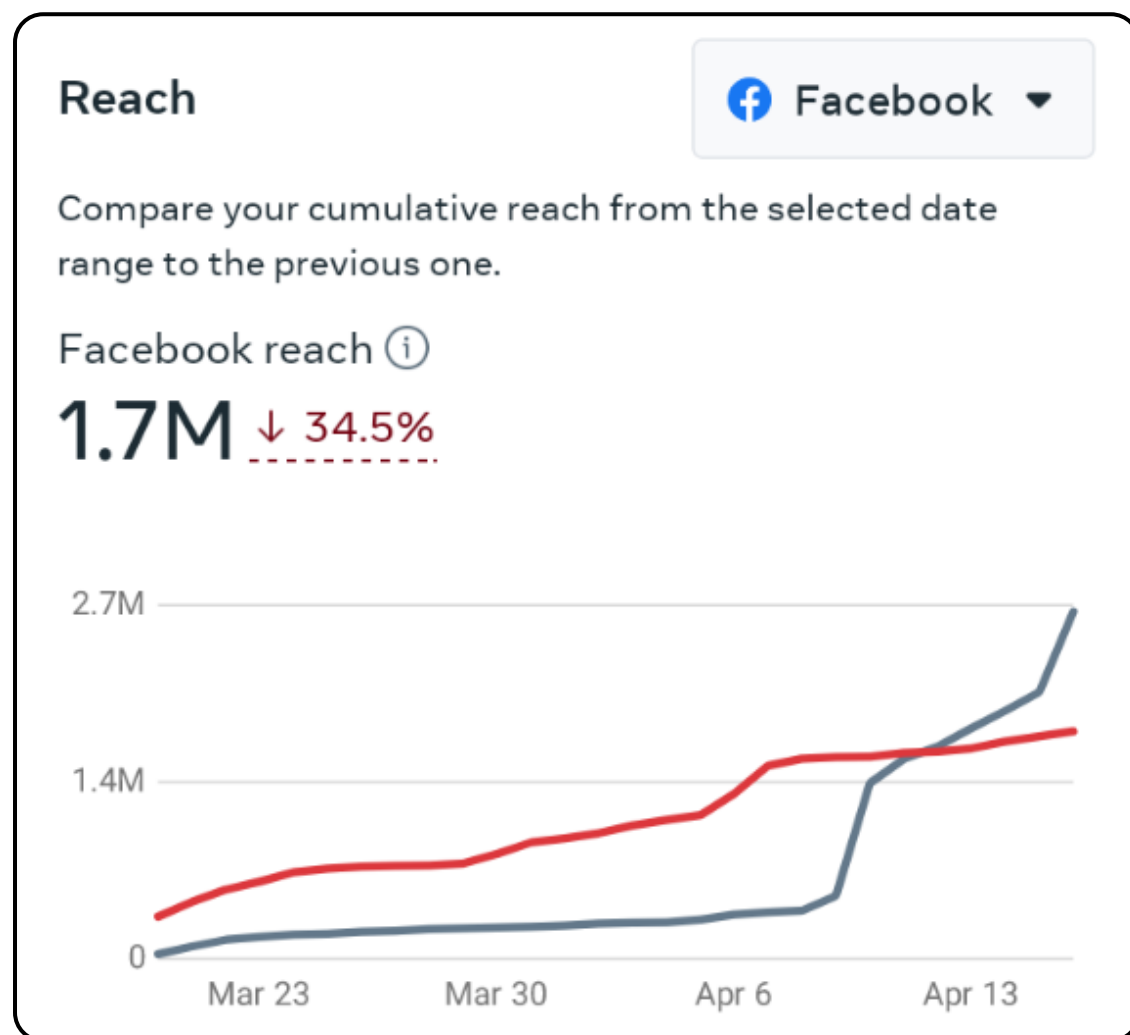 Reach
Facebook
Compare your cumulative reach from the selected date
range to the previous one.
Facebook reach
1.7M ↓ 34.5%
2.7M
1.4M
0
Mar 23 Mar 30 Apr 6 Apr 13